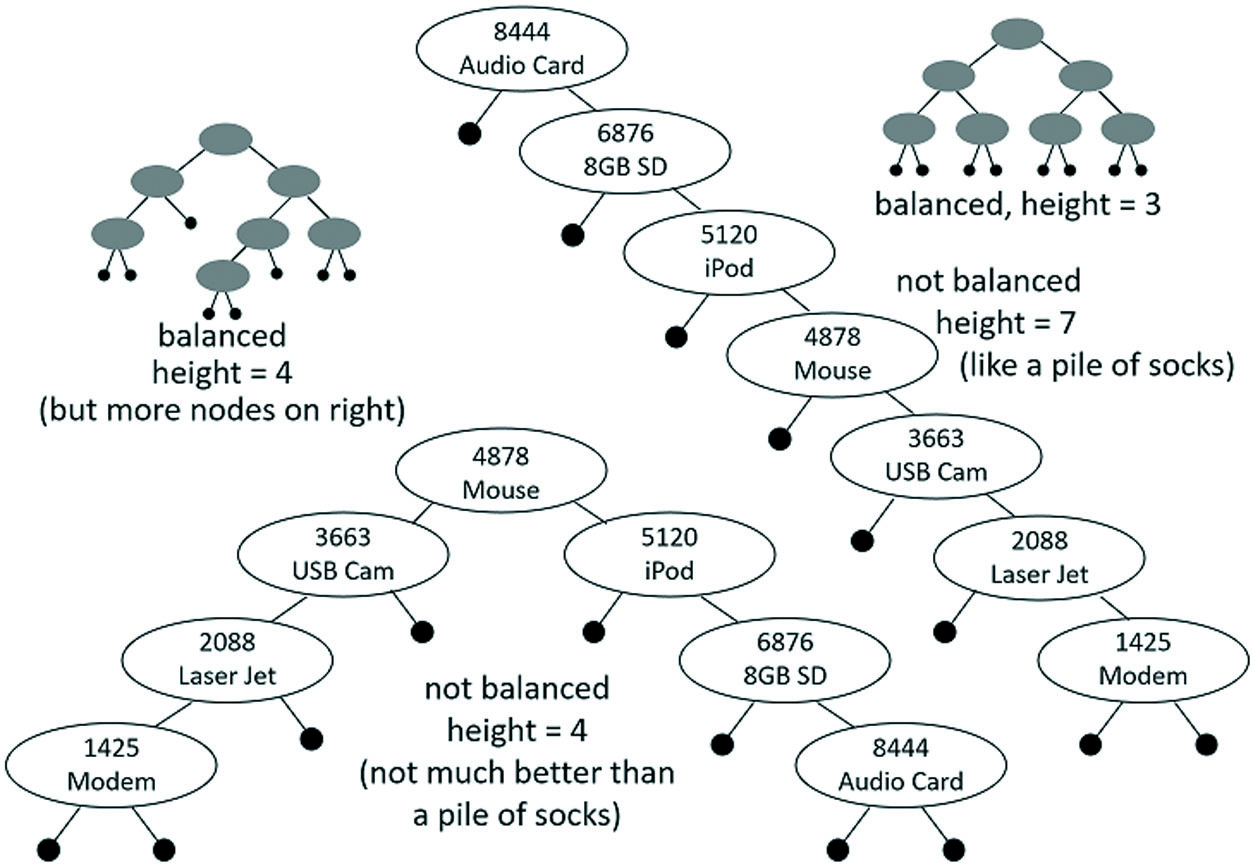 8444
Audio Card
6876
8GB SD
5120
iPod
4878
Mouse
3663
USB Cam
2088
Laser Jet
1425
Modem
balanced, height = 3
not balanced
height = 7
(like a pile of socks)
balanced
height = 4
(but more nodes on right)
4878
Mouse
3663
USB Cam
5120
iPod
2088
Laser Jet
6876
8GB SD
1425
Modem
8444
Audio Card
not balanced
height = 4
(not much better than
a pile of socks)